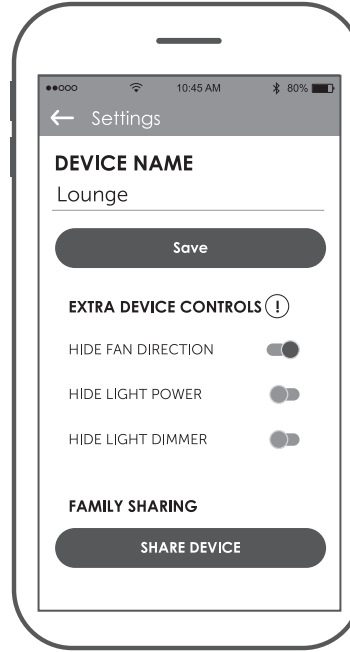 10:45 AM 80%
Settings
DEVICE NAME
Lounge
Save
EXTRA DEVICE CONTROLS !
HIDE FAN DIRECTION
HIDE LIGHT POWER
HIDE LIGHT DIMMER
FAMILY SHARING
SHARE DEVICE